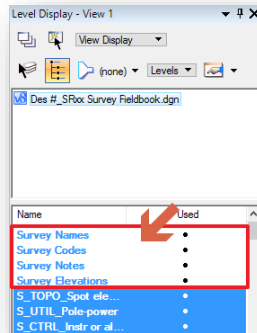 Level Display - View 1
View Display
(none) Levels
Des #_SRxx Survey Fieldbook.dgn
Name Used
Survey Names
Survey Codes
Survey Notes
Survey Elevations
S_TOPO_Spot ele...
S_UTIL_Pole-power
S_CTRL_Instr or al...